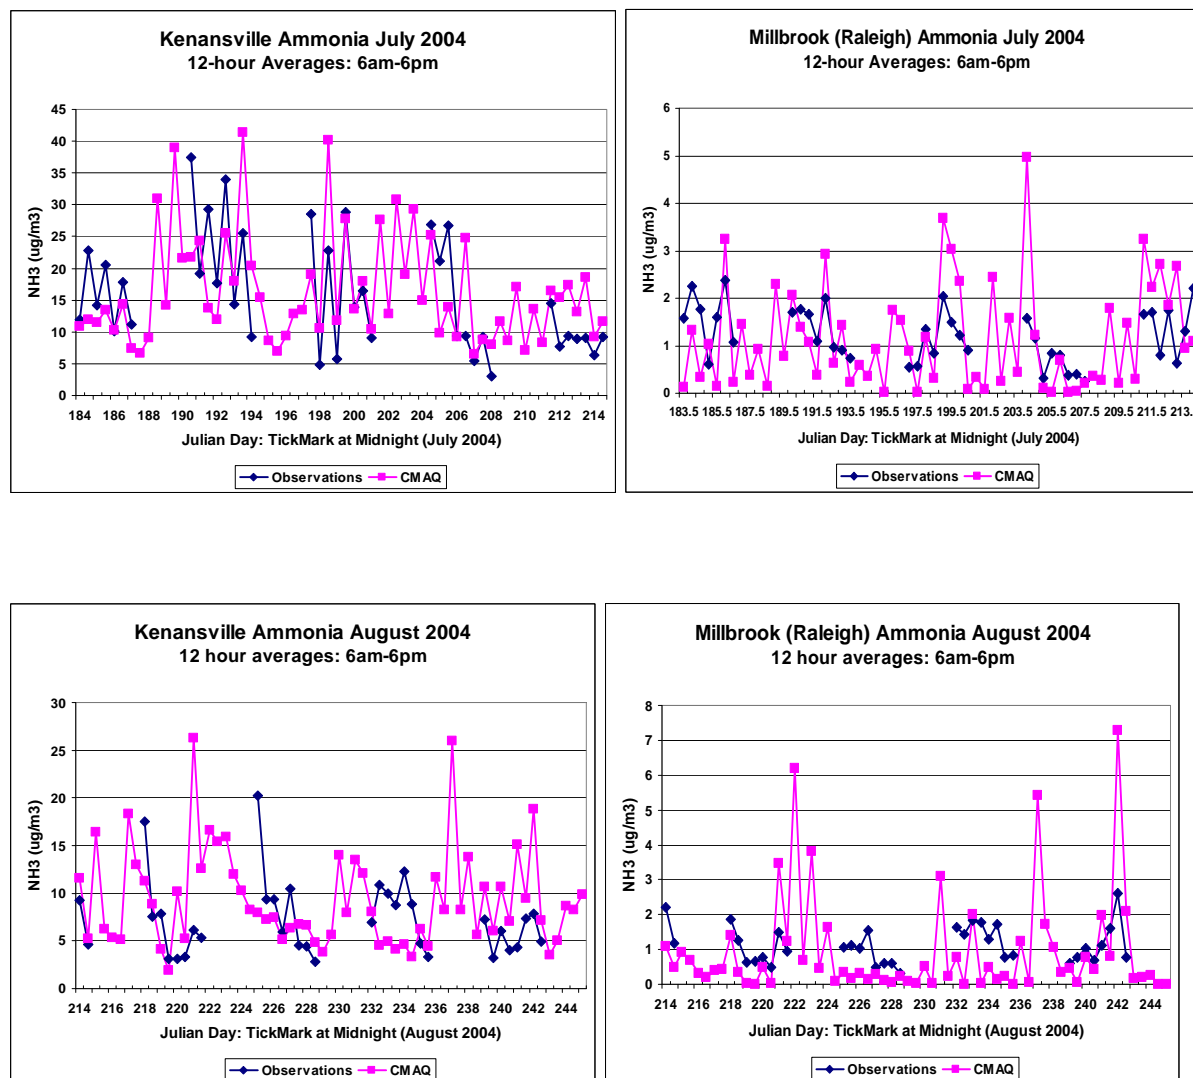 Kenansville Ammonia July 2004
12-hour Averages: 6am-6pm
NH3 (ug/m3)
45
40
35
30
25
20
15
10
5
0
184 186 188 190 192 194 196 198 200 202 204 206 208 210 212 214
Julian Day: TickMark at Midnight (July 2004)
Observations CMAQ
Millbrook (Raleigh) Ammonia July 2004
12-hour Averages: 6am-6pm
NH3 (ug/m3)
6
5
4
3
2
1
0
183.5 185.5 187.5 189.5 191.5 193.5 195.5 197.5 199.5 201.5 203.5 205.5 207.5 209.5 211.5 213.
Julian Day: TickMark at Midnight (July 2004)
Observations CMAQ
Kenansville Ammonia August 2004
12 hour averages: 6am-6pm
NH3 (ug/m3)
30
25
20
15
10
5
0
214 216 218 220 222 224 226 228 230 232 234 236 238 240 242 244
Julian Day: TickMark at Midnight (August 2004)
Observations CMAQ
Millbrook (Raleigh) Ammonia August 2004
12 hour averages: 6am-6pm
NH3 (ug/m3)
8
7
6
5
4
3
2
1
0
214 216 218 220 222 224 226 228 230 232 234 236 238 240 242 244
Julian Day: TickMark at Midnight (August 2004)
Observations CMAQ